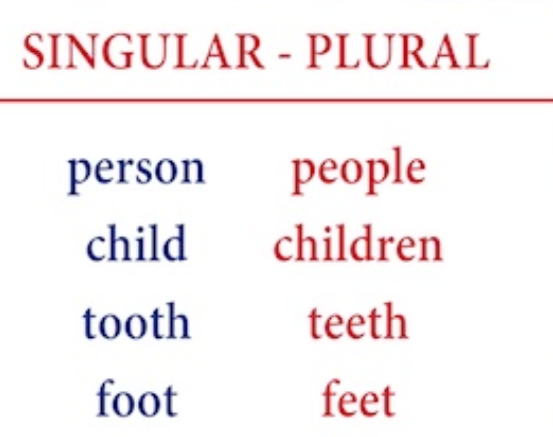 SINGULAR - PLURAL
person people
child children
tooth teeth
foot feet